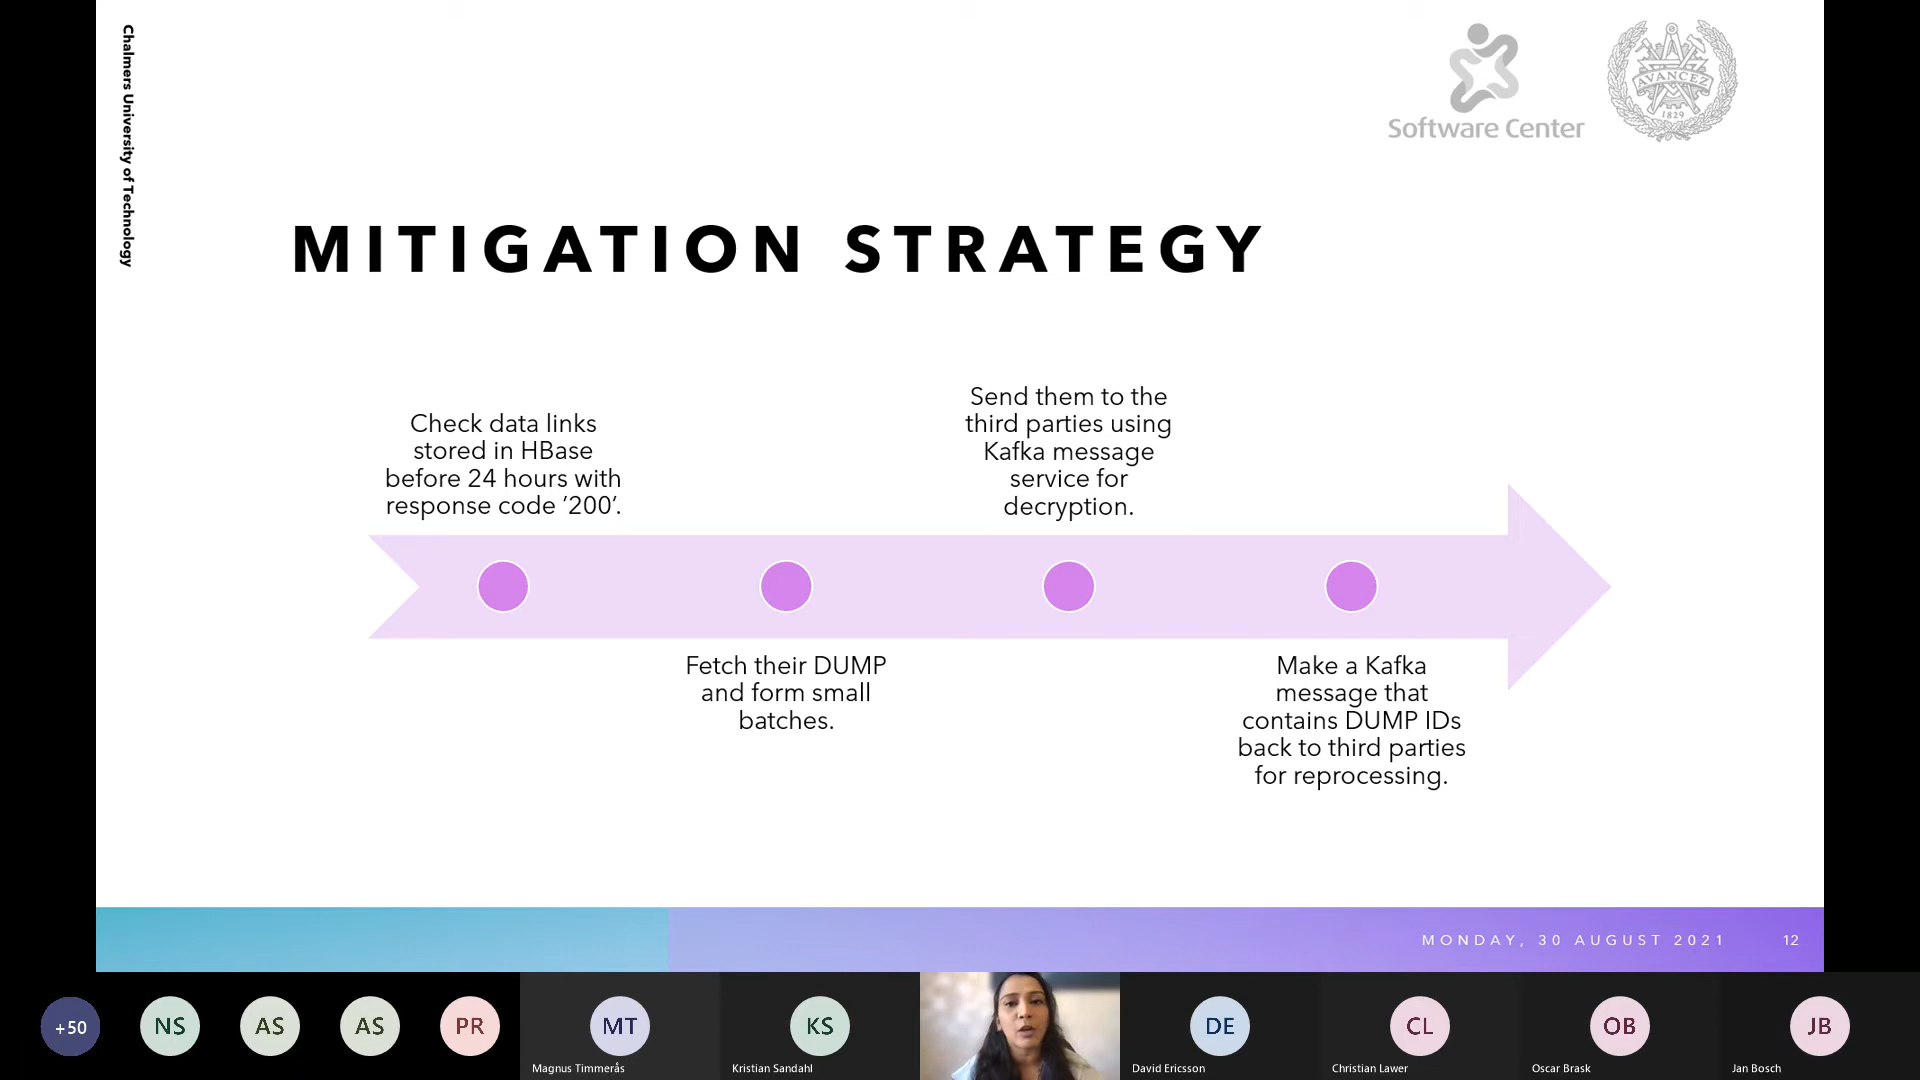 Chalmers University of Technology
Software Center
AVANCEZ
1829
MITIGATION STRATEGY
Check data links
stored in HBase
before 24 hours with
response code ’200’.
Fetch their DUMP
and form small
batches.
Send them to the
third parties using
Kafka message
service for
decryption.
Make a Kafka
message that
contains DUMP IDs
back to third parties
for reprocessing.
MONDAY, 30 AUGUST 2021
12
+50
NS
AS
AS
PR
MT
Magnus Timmerås
KS
Kristian Sandahl
DE
David Ericsson
CL
Christian Lawer
OB
Oscar Brask
JB
Jan Bosch